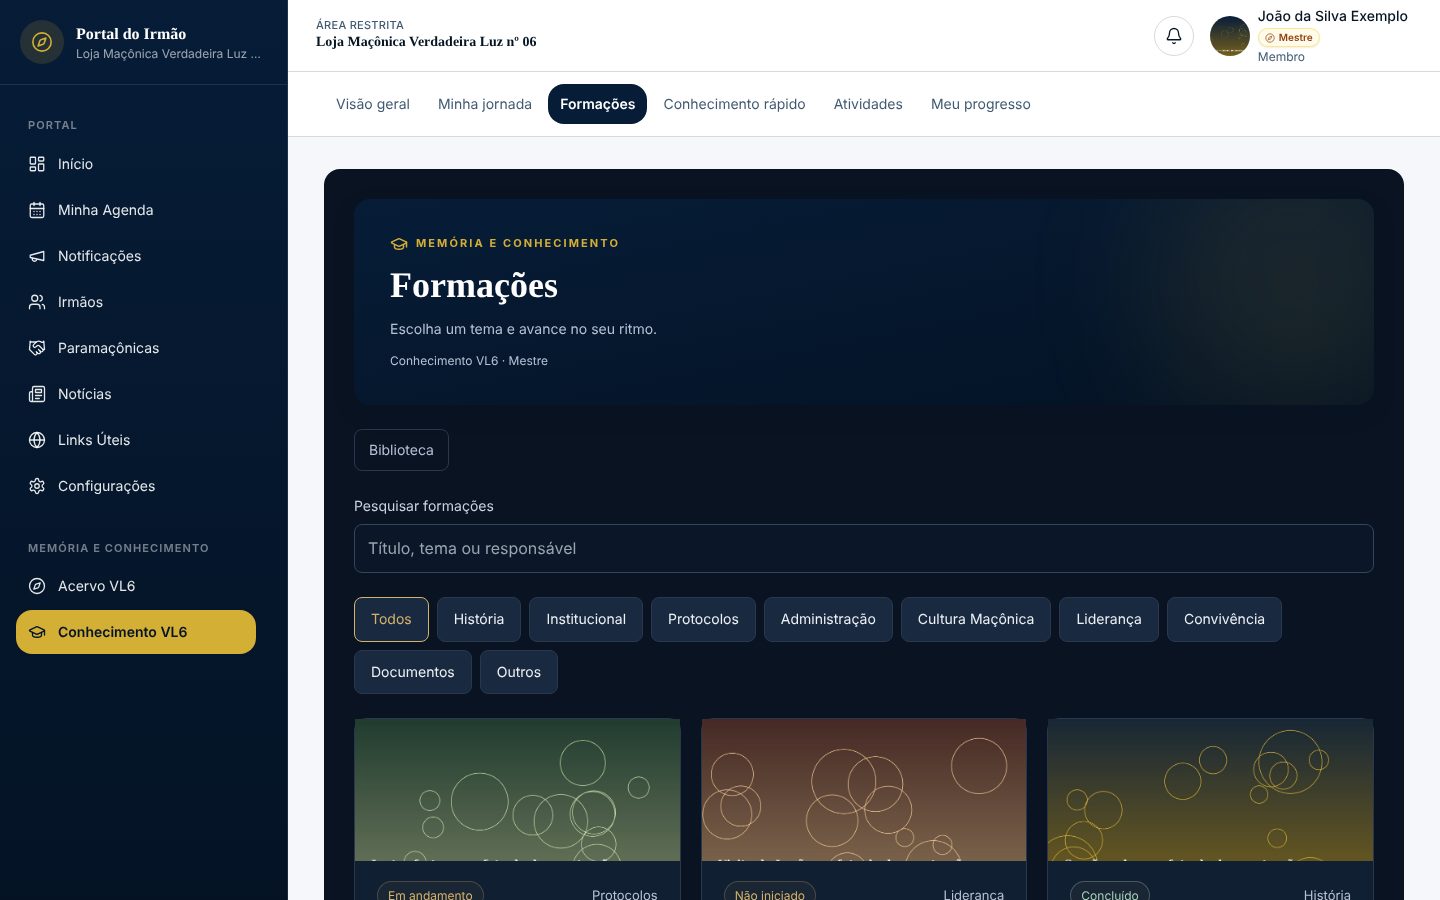 Portal do Irmão
Loja Maçônica Verdadeira Luz ...
PORTAL
Início
Minha Agenda
Notificações
Irmãos
Paramaçônicas
Notícias
Links Úteis
Configurações
MEMÓRIA E CONHECIMENTO
Acervo VL6
Conhecimento VL6
ÁREA RESTRITA
Loja Maçônica Verdadeira Luz nº 06
João da Silva Exemplo
Mestre
Membro
Visão geral
Minha jornada
Formações
Conhecimento rápido
Atividades
Meu progresso
MEMÓRIA E CONHECIMENTO
Formações
Escolha um tema e avance no seu ritmo.
Conhecimento VL6 · Mestre
Biblioteca
Pesquisar formações
Título, tema ou responsável
Todos
História
Institucional
Protocolos
Administração
Cultura Maçônica
Liderança
Convivência
Documentos
Outros
Em andamento
Protocolos
Não iniciado
Liderança
Concluído
História